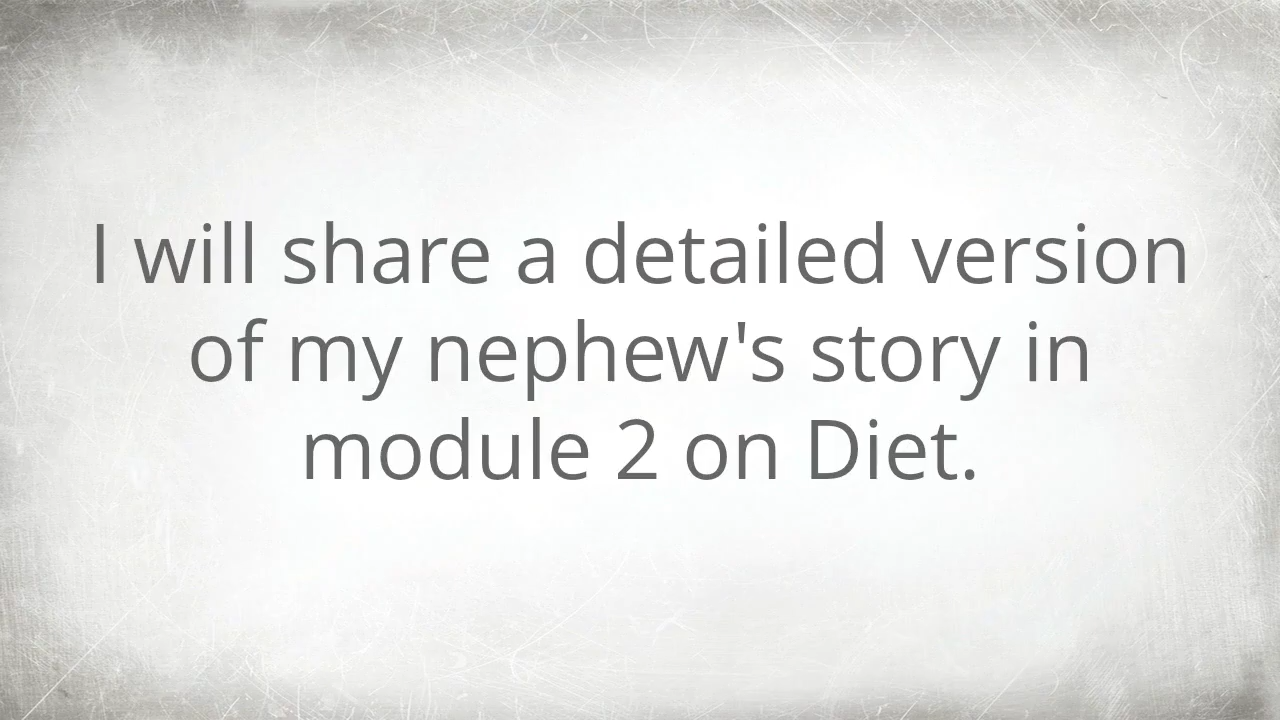 I will share a detailed version
of my nephew's story in
module 2 on Diet.